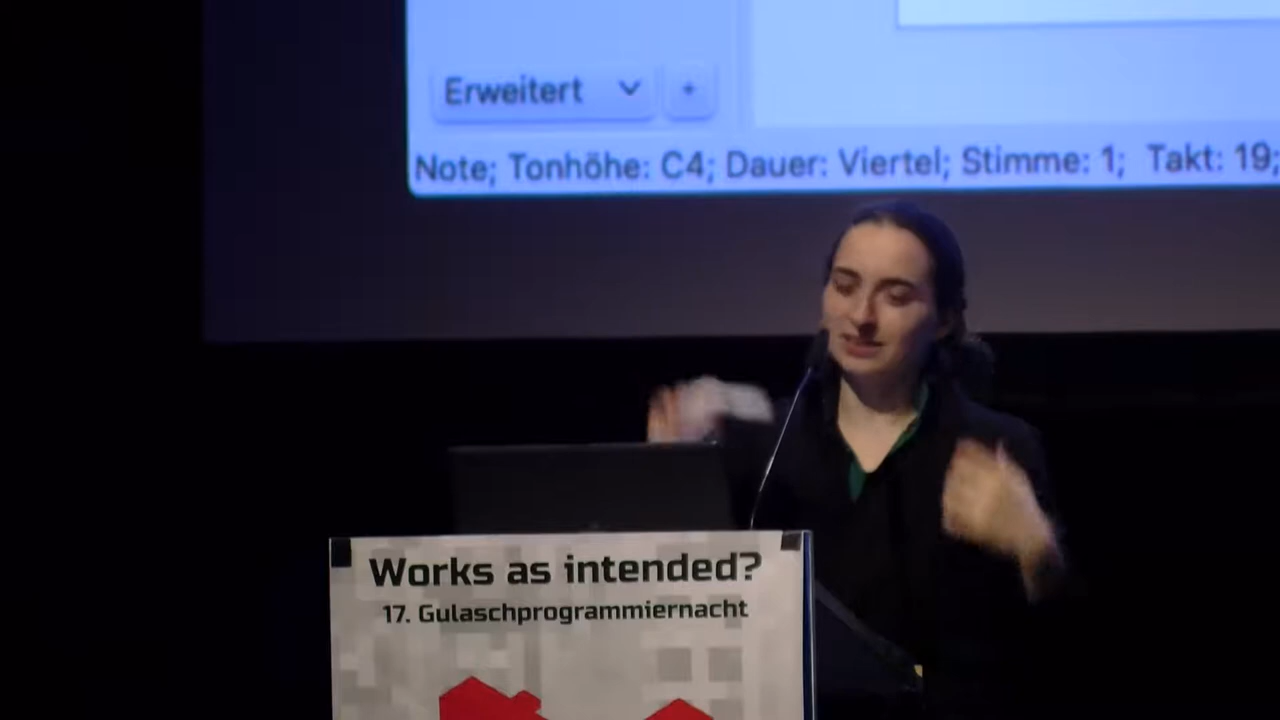 Erweitert
+
Note; Tonhöhe: C4; Dauer: Viertel; Stimme: 1; Takt: 19;
Works as intended?
17. Gulaschprogrammiernacht